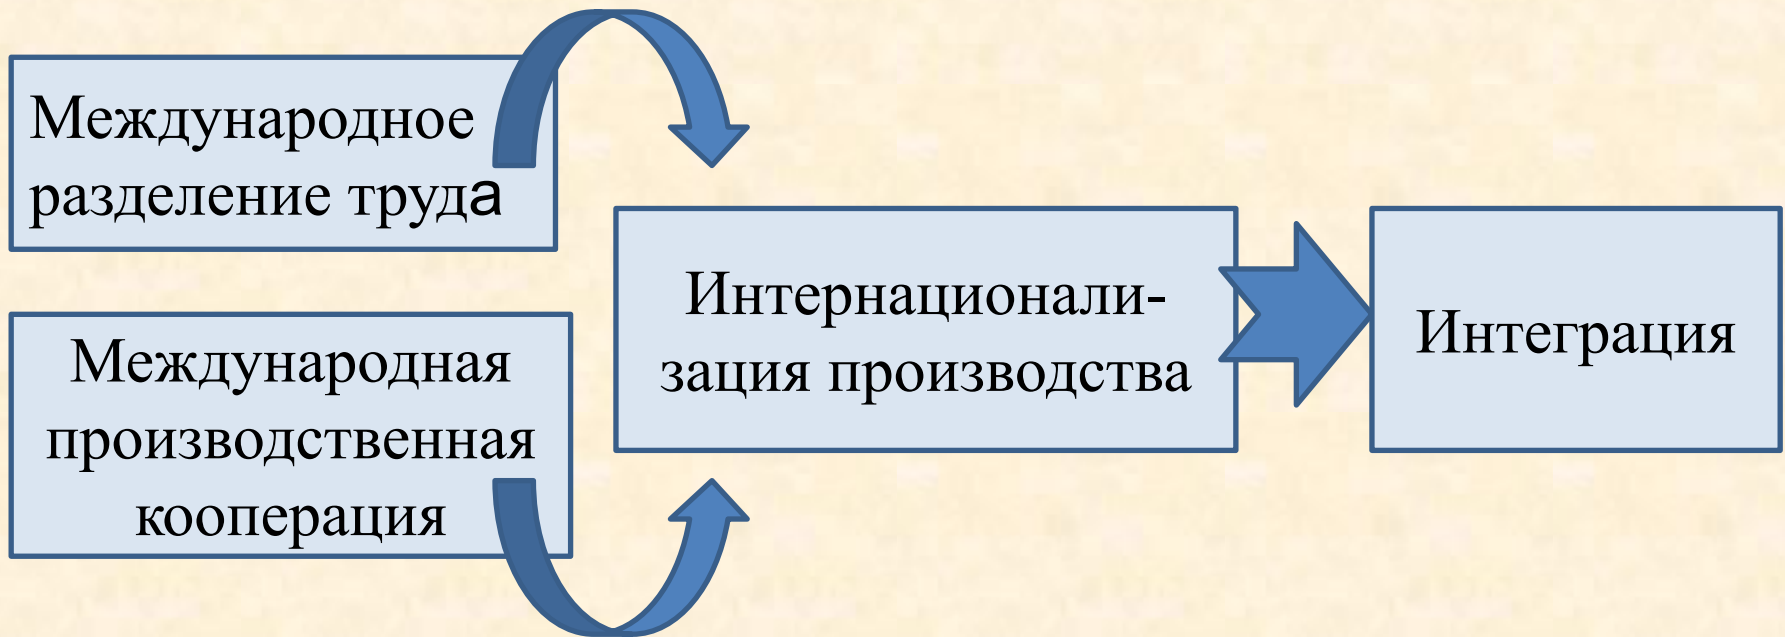 Международное
разделение труда
Международная
производственная
кооперация
Интернационали-
зация производства
Интеграция